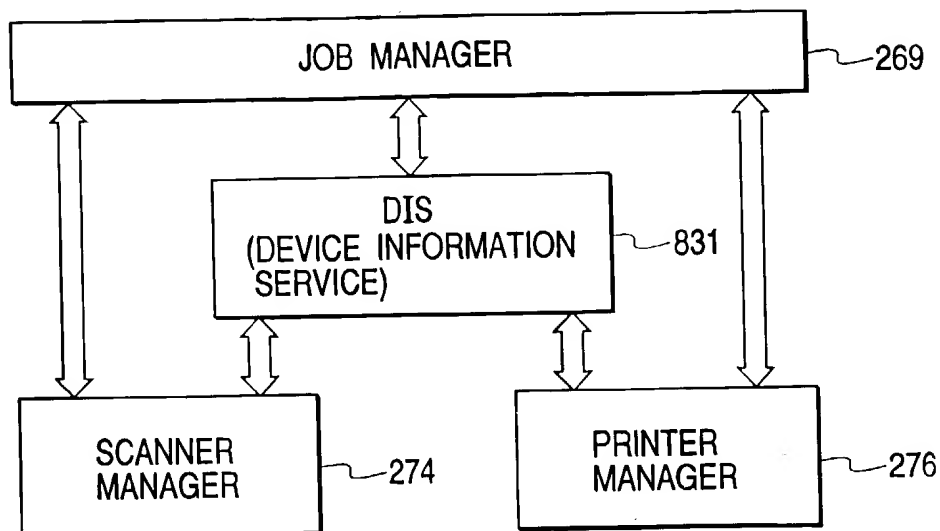 JOB MANAGER
269
DIS
(DEVICE INFORMATION
SERVICE)
831
SCANNER
MANAGER
274
PRINTER
MANAGER
276